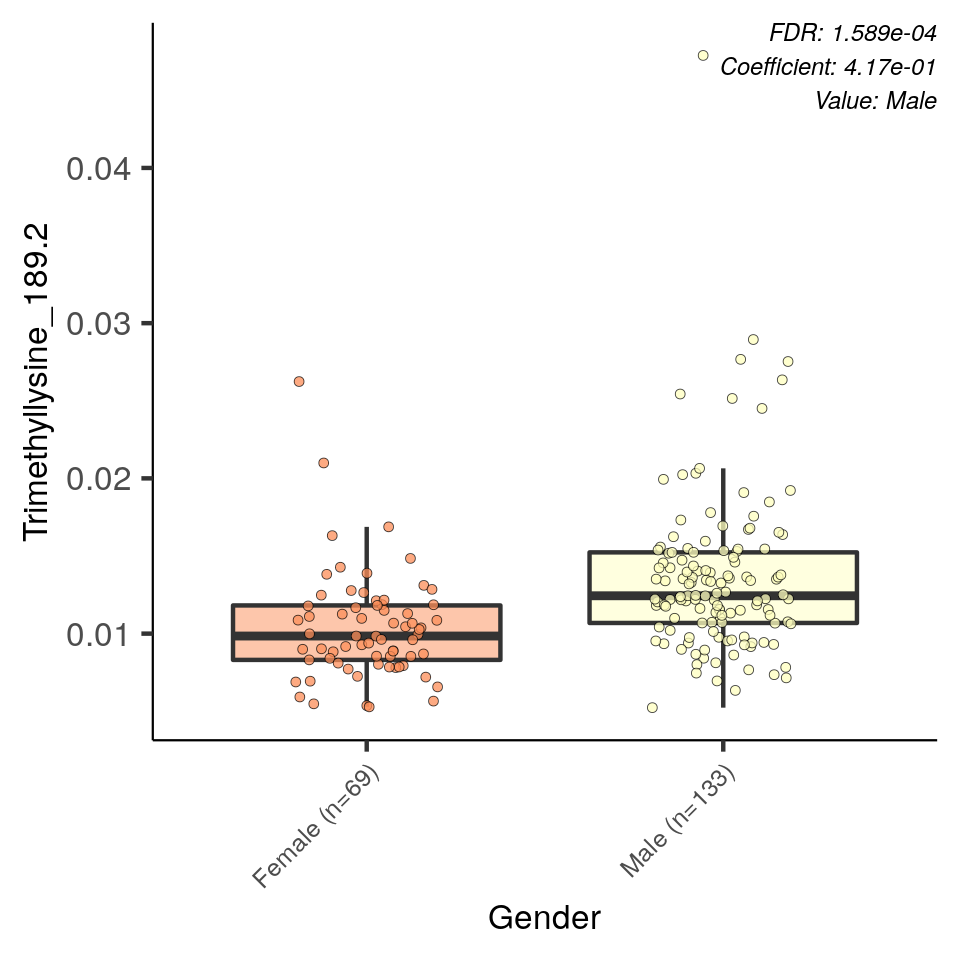 FDR: 1.589e-04
Coefficient: 4.17e-01
Value: Male
Trimethyllysine_189.2
0.04
0.03
0.02
0.01
Female (n=69)
Male (n=133)
Gender